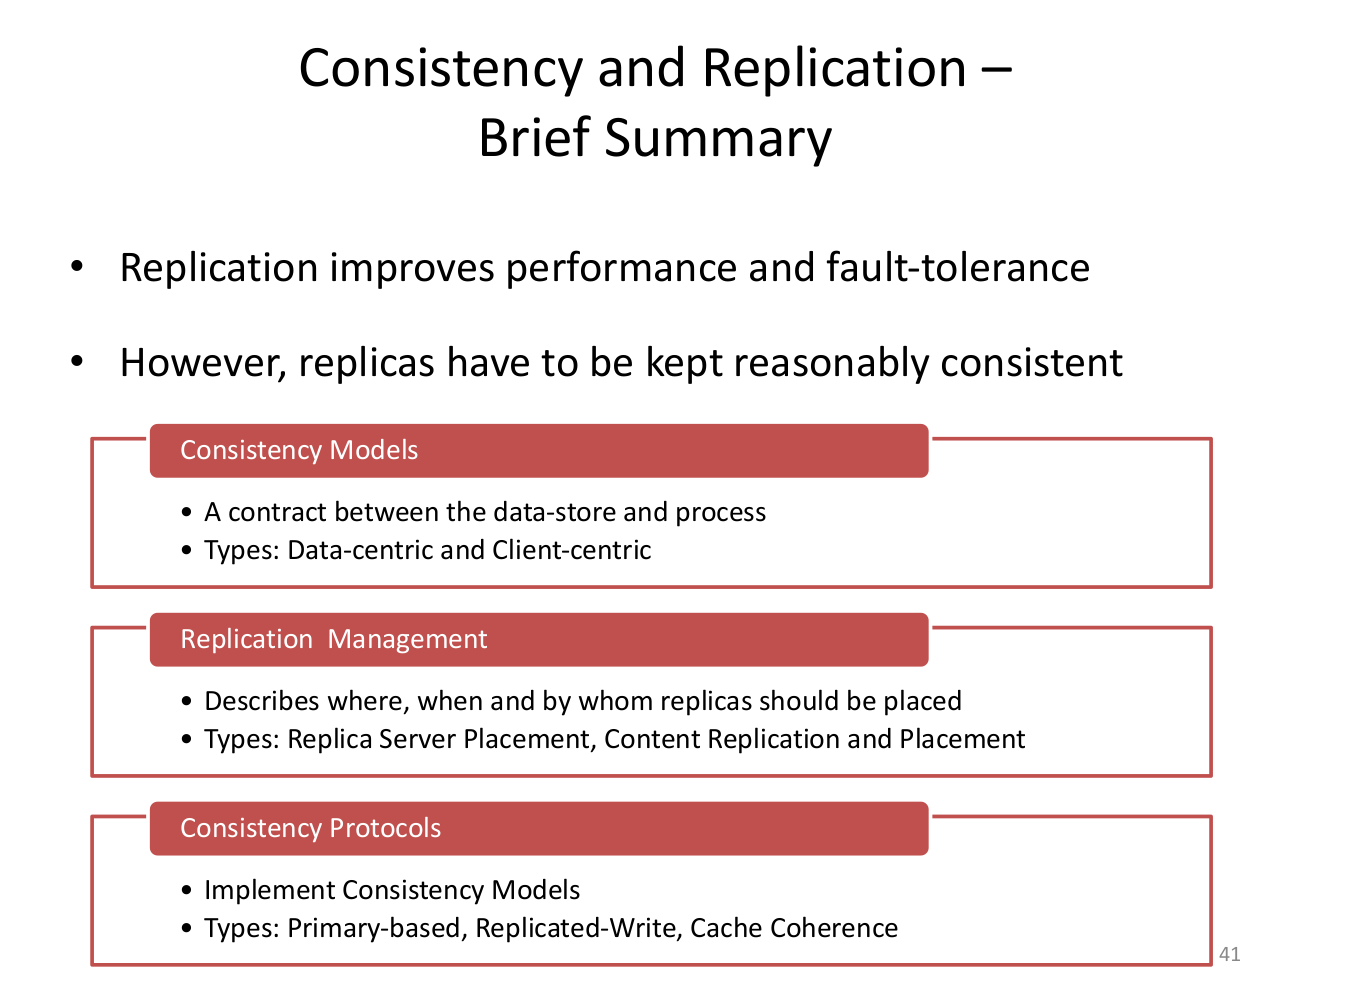 Consistency and Replication –
Brief Summary
• Replication improves performance and fault-tolerance
• However, replicas have to be kept reasonably consistent
Consistency Models
• A contract between the data-store and process
• Types: Data-centric and Client-centric
Replication  Management
• Describes where, when and by whom replicas should be placed
• Types: Replica Server Placement, Content Replication and Placement
Consistency Protocols
• Implement Consistency Models
• Types: Primary-based, Replicated-Write, Cache Coherence
41